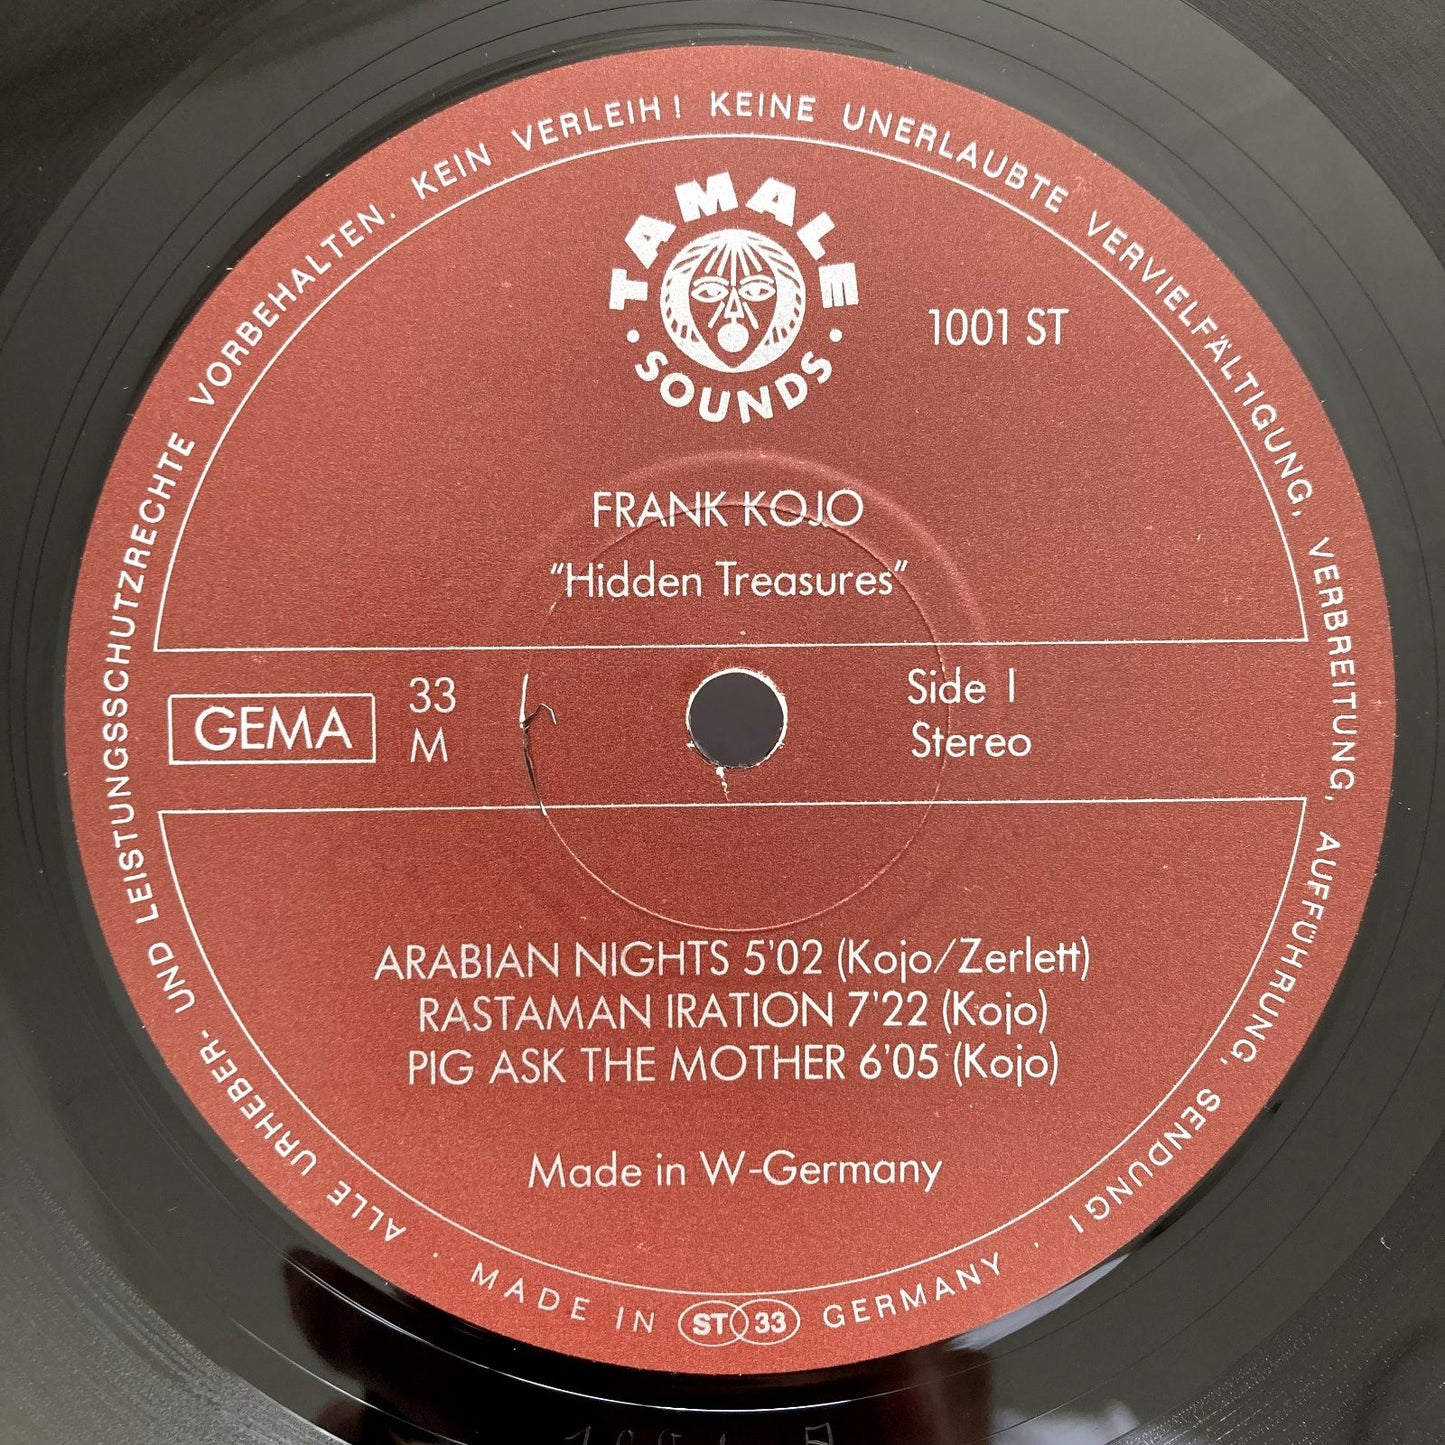 ALLE URHEBER- UND LEISTUNGSSCHUTZRECHTE VORBEHALTEN. KEIN VERLEIH! KEINE UNERLAUBTE VERVIELFÄLTIGUNG, VERBREITUNG, AUFFÜHRUNG, SENDUNG!
TAMALE
• SOUNDS •
1001 ST
FRANK KOJO
"Hidden Treasures"
GEMA
33
M
Side 1
Stereo
ARABIAN NIGHTS 5'02 (Kojo/Zerlett)
RASTAMAN IRATION 7'22 (Kojo)
PIG ASK THE MOTHER 6'05 (Kojo)
Made in W-Germany
· MADE IN ST 33 GERMANY ·